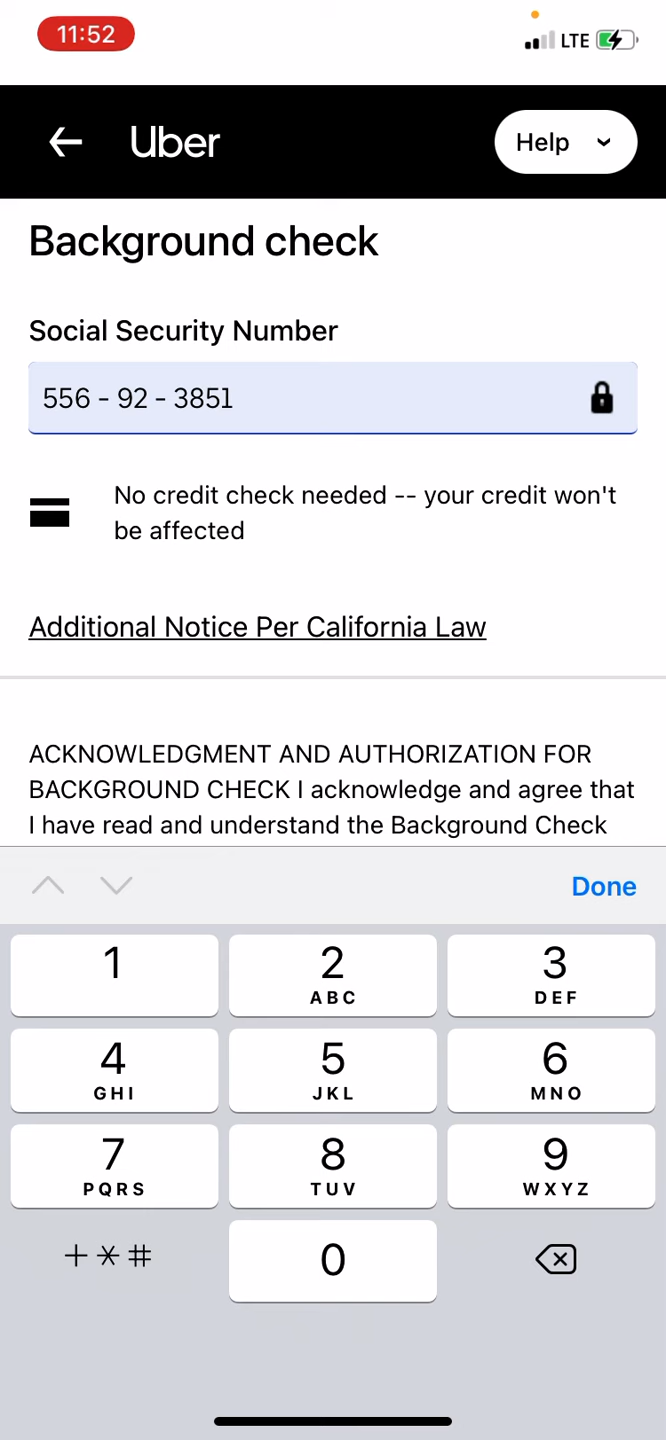 11:52
LTE
Uber
Help
Background check
Social Security Number
556 - 92 - 3851
No credit check needed -- your credit won't
be affected
Additional Notice Per California Law
ACKNOWLEDGMENT AND AUTHORIZATION FOR
BACKGROUND CHECK I acknowledge and agree that
I have read and understand the Background Check
Done
1
2
ABC
3
DEF
4
GHI
5
JKL
6
MNO
7
PQRS
8
TUV
9
WXYZ
+*#
0